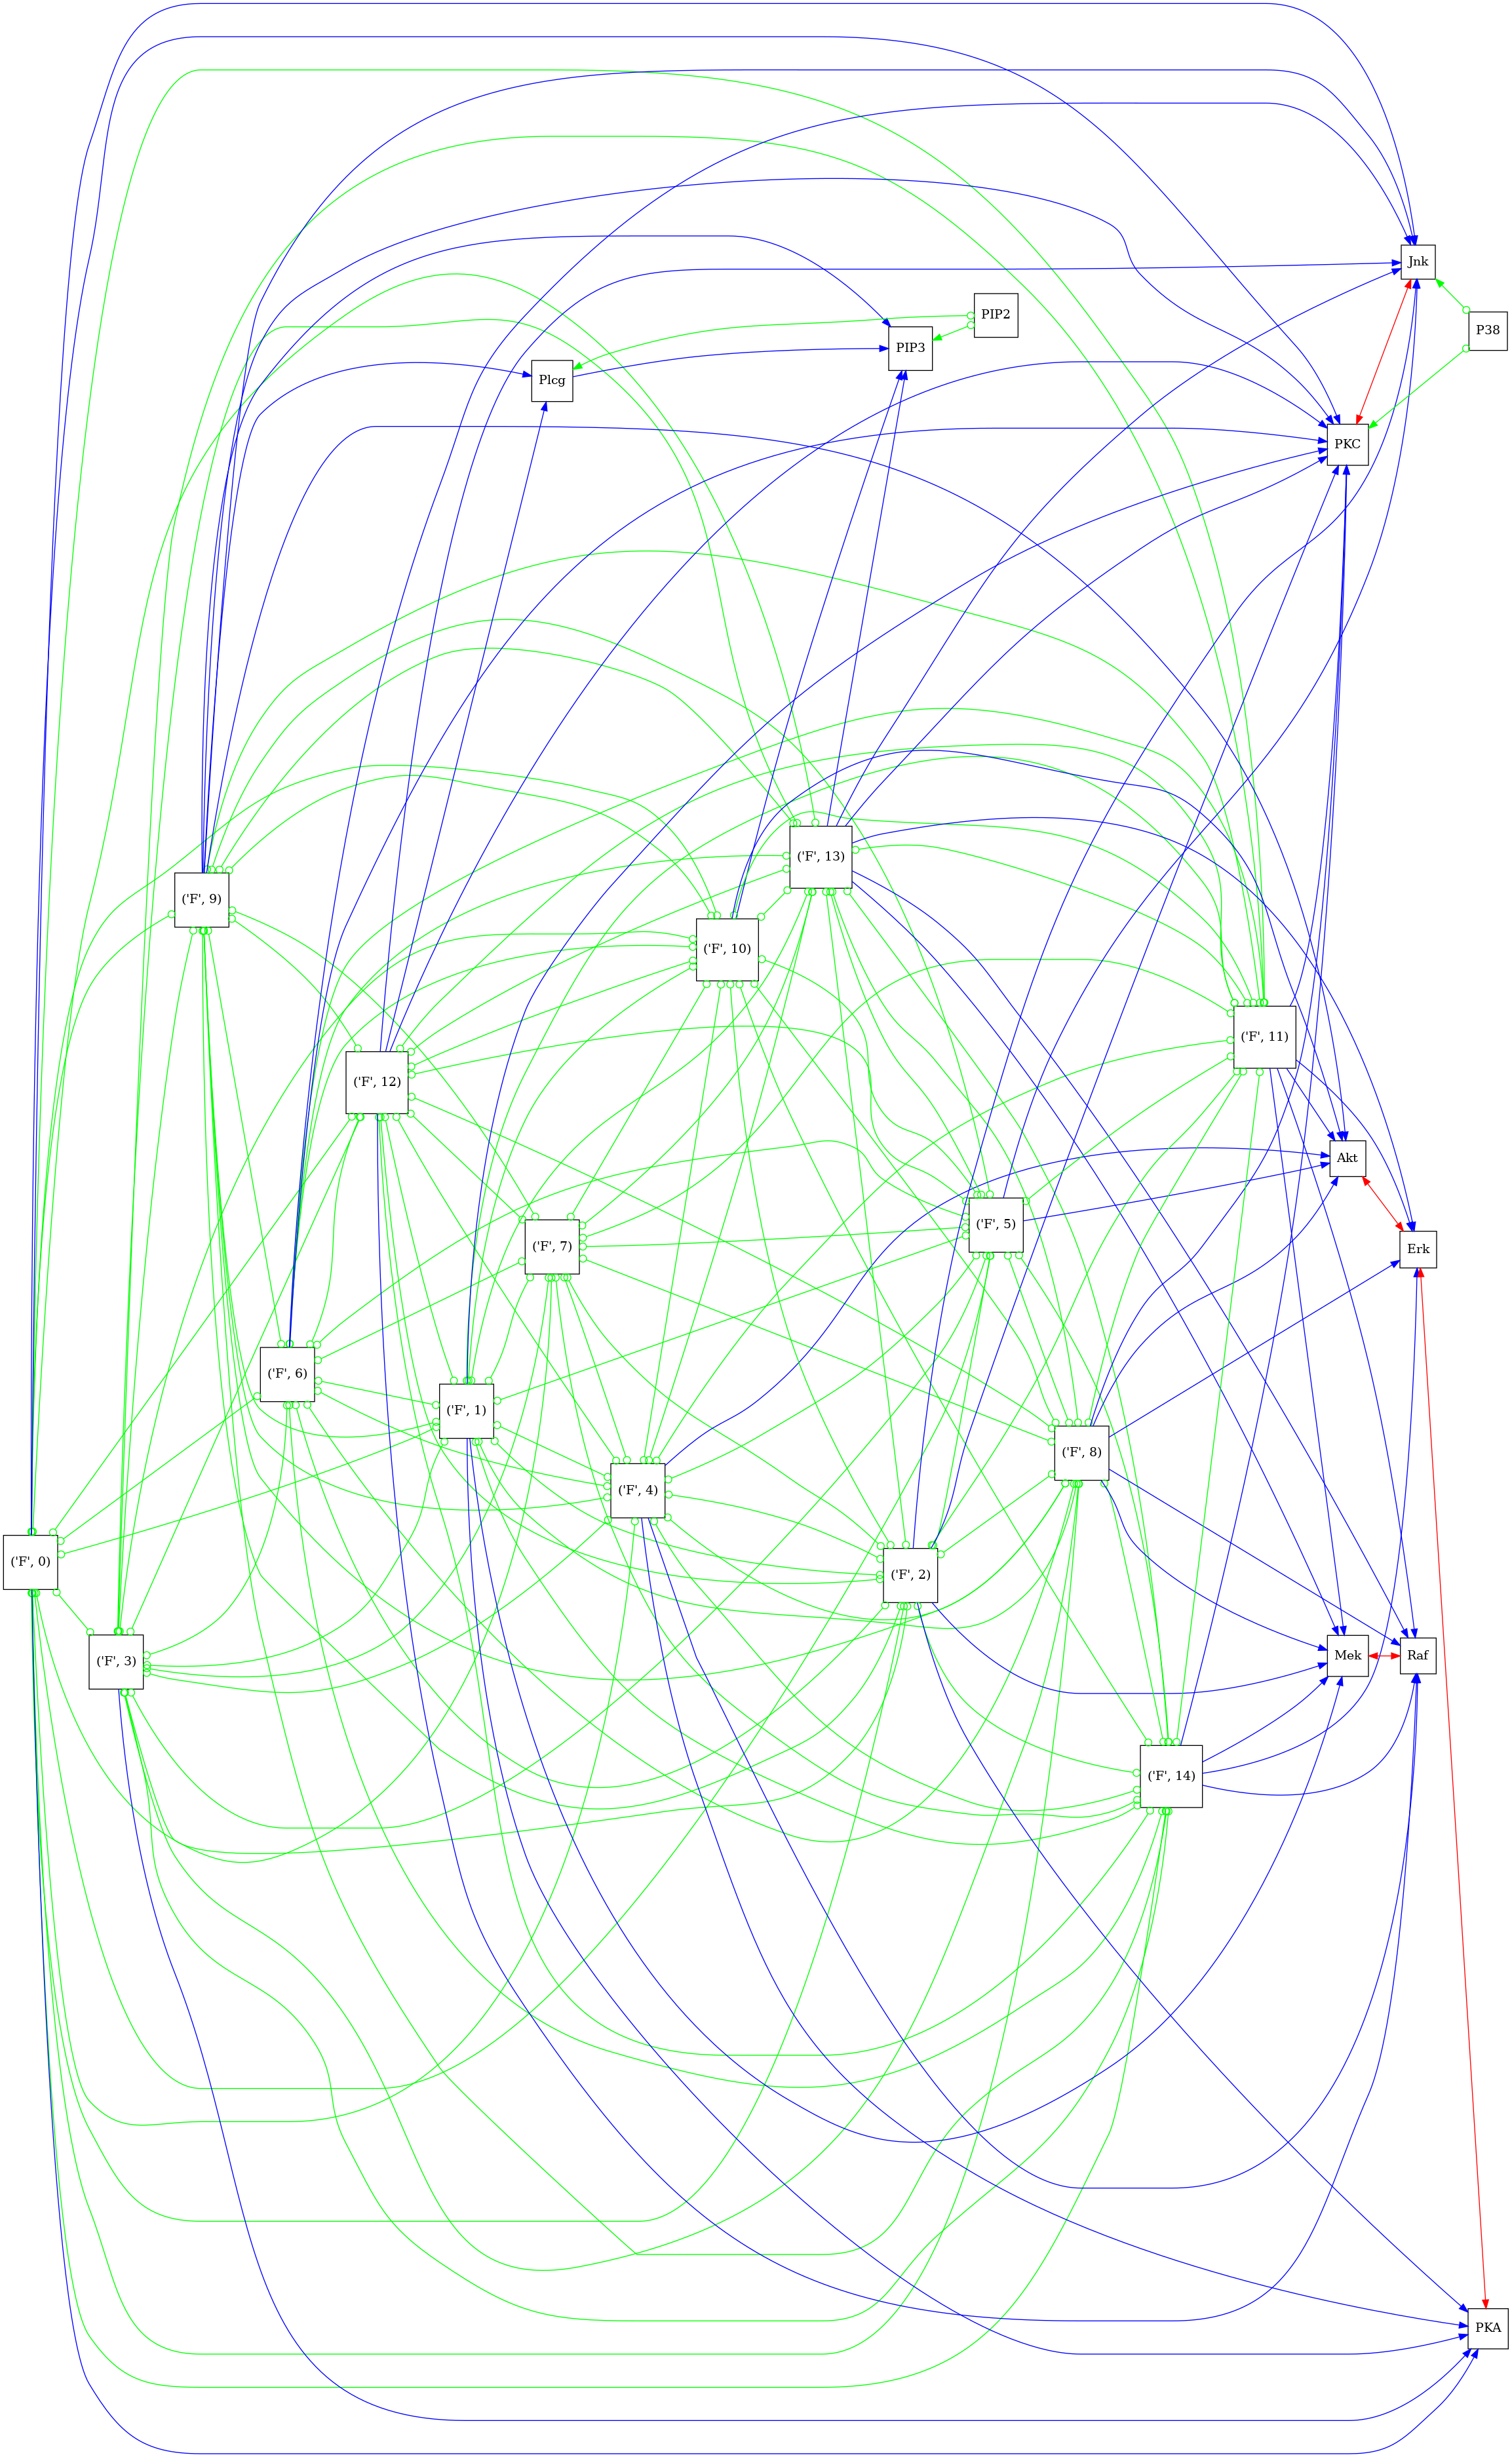 Jnk
PIP2
P38
PIP3
Plcg
PKC
('F', 13)
('F', 9)
('F', 10)
('F', 11)
('F', 12)
Akt
('F', 5)
('F', 7)
Erk
('F', 6)
('F', 1)
('F', 8)
('F', 4)
('F', 0)
('F', 2)
('F', 3)
Mek
Raf
('F', 14)
PKA